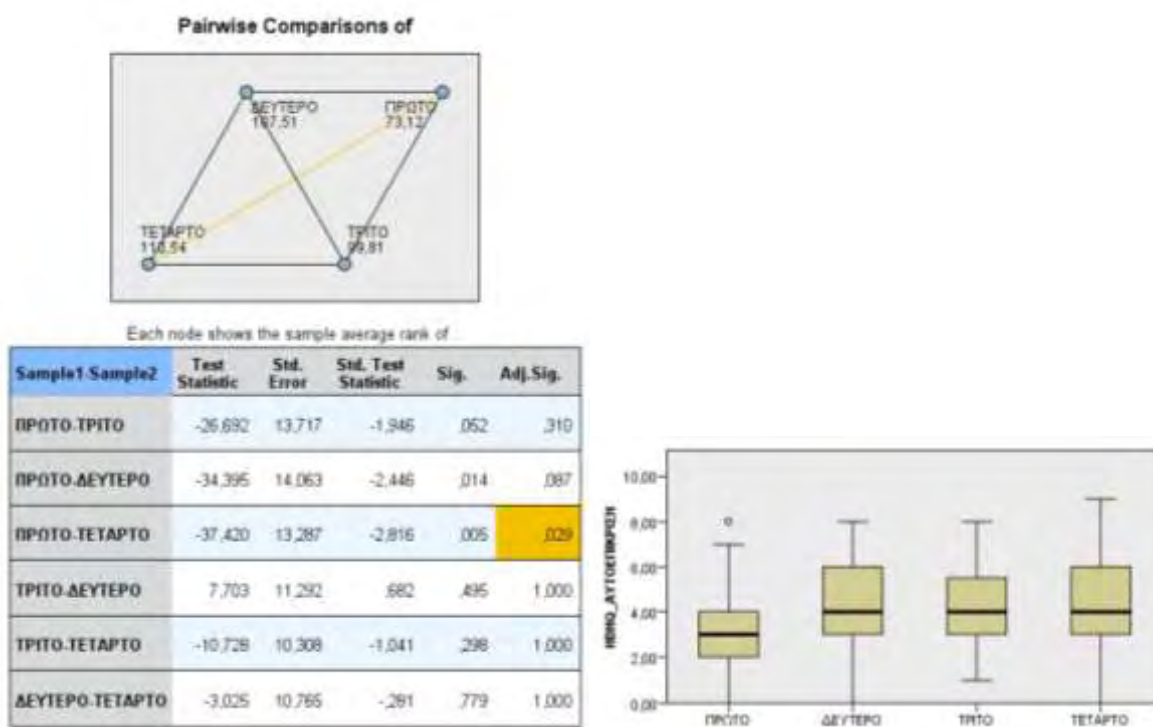 Pairwise Comparisons of
ΔΕΥΤΕΡΟ
107,51
ΠΡΩΤΟ
73,12
ΤΕΤΑΡΤΟ
110,54
ΤΡΙΤΟ
99,81
Each node shows the sample average rank of
Sample1-Sample2 Test Statistic Std. Error Std. Test Statistic Sig. Adj.Sig.
ΠΡΩΤΟ-ΤΡΙΤΟ -26,692 13,717 -1,946 ,052 ,310
ΠΡΩΤΟ-ΔΕΥΤΕΡΟ -34,395 14,063 -2,446 ,014 ,087
ΠΡΩΤΟ-ΤΕΤΑΡΤΟ -37,420 13,287 -2,816 ,005 ,029
ΤΡΙΤΟ-ΔΕΥΤΕΡΟ 7,703 11,292 ,682 ,495 1,000
ΤΡΙΤΟ-ΤΕΤΑΡΤΟ -10,728 10,308 -1,041 ,298 1,000
ΔΕΥΤΕΡΟ-ΤΕΤΑΡΤΟ -3,025 10,765 -,281 ,779 1,000
HDHQ_ΑΥΤΟΕΠΙΚΡΙΣΗ
10,00
8,00
6,00
4,00
2,00
0,00
ΠΡΩΤΟ ΔΕΥΤΕΡΟ ΤΡΙΤΟ ΤΕΤΑΡΤΟ